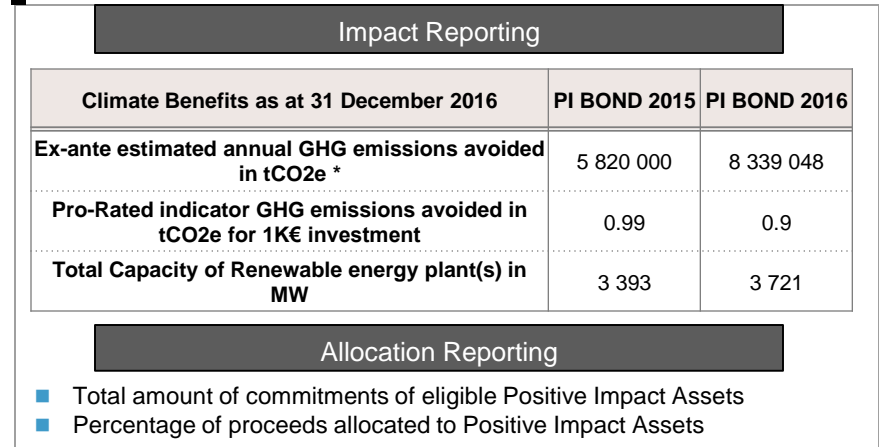 Impact Reporting
Climate Benefits as at 31 December 2016 PI BOND 2015 PI BOND 2016
Ex-ante estimated annual GHG emissions avoided
in tCO2e * 5 820 000 8 339 048
Pro-Rated indicator GHG emissions avoided in
tCO2e for 1K€ investment 0.99 0.9
Total Capacity of Renewable energy plant(s) in
MW 3 393 3 721
Allocation Reporting
Total amount of commitments of eligible Positive Impact Assets
Percentage of proceeds allocated to Positive Impact Assets